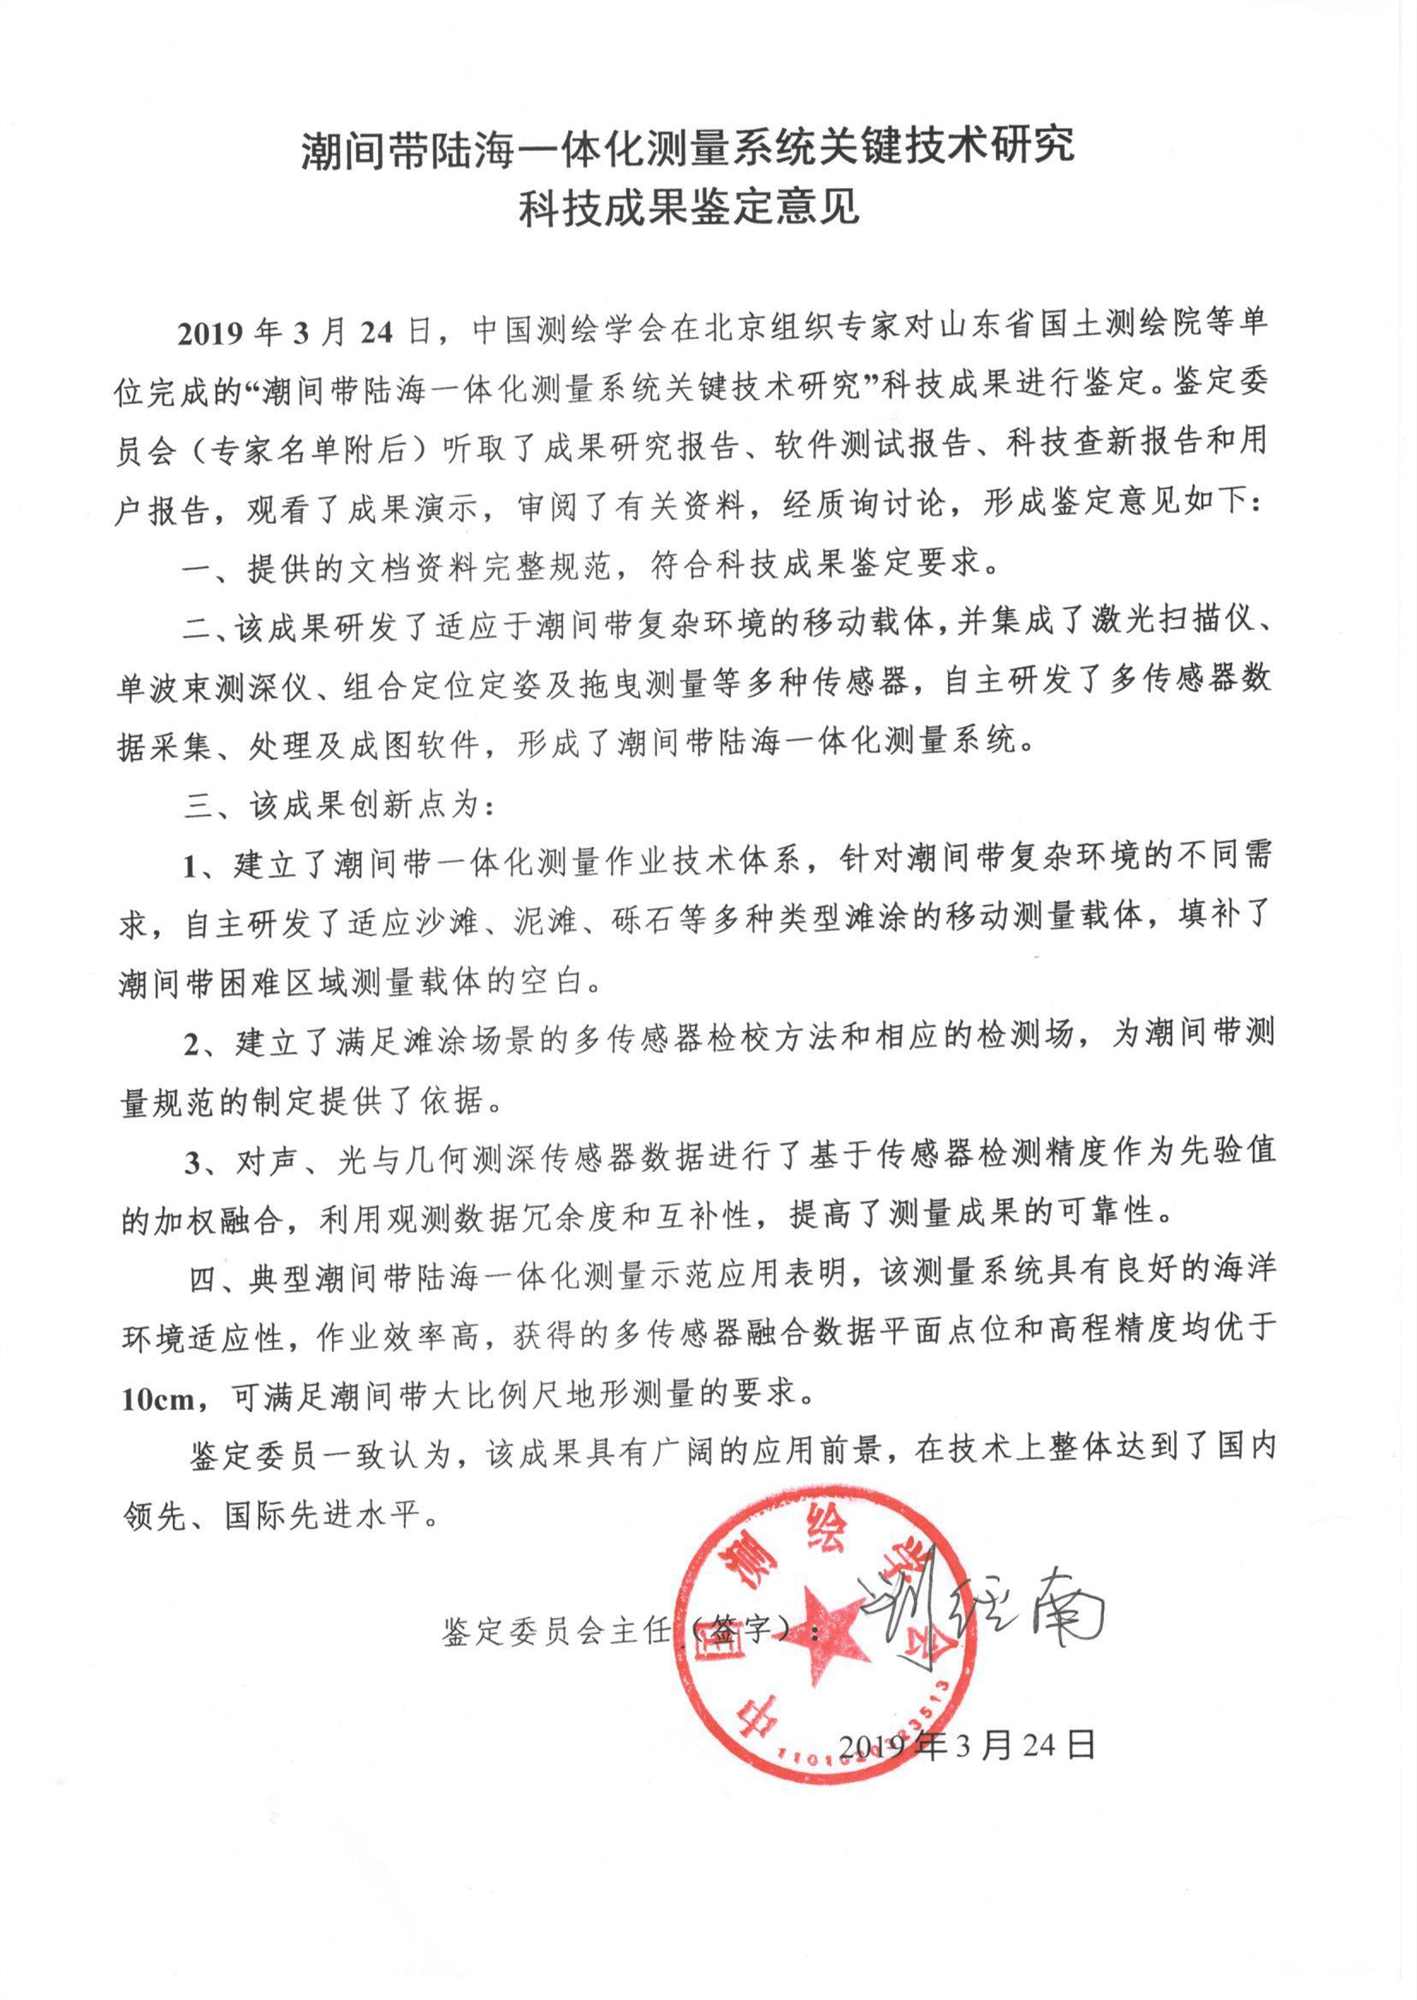 潮间带陆海一体化测量系统关键技术研究
科技成果鉴定意见
2019 年 3 月 24 日，中国测绘学会在北京组织专家对山东省国土测绘院等单
位完成的“潮间带陆海一体化测量系统关键技术研究”科技成果进行鉴定。鉴定委
员会（专家名单附后）听取了成果研究报告、软件测试报告、科技查新报告和用
户报告，观看了成果演示，审阅了有关资料，经质询讨论，形成鉴定意见如下：
一、提供的文档资料完整规范，符合科技成果鉴定要求。
二、该成果研发了适应于潮间带复杂环境的移动载体，并集成了激光扫描仪、
单波束测深仪、组合定位定姿及拖曳测量等多种传感器，自主研发了多传感器数
据采集、处理及成图软件，形成了潮间带陆海一体化测量系统。
三、该成果创新点为：
1、建立了潮间带一体化测量作业技术体系，针对潮间带复杂环境的不同需
求，自主研发了适应沙滩、泥滩、砾石等多种类型滩涂的移动测量载体，填补了
潮间带困难区域测量载体的空白。
2、建立了满足滩涂场景的多传感器检校方法和相应的检测场，为潮间带测
量规范的制定提供了依据。
3、对声、光与几何测深传感器数据进行了基于传感器检测精度作为先验值
的加权融合，利用观测数据冗余度和互补性，提高了测量成果的可靠性。
四、典型潮间带陆海一体化测量示范应用表明，该测量系统具有良好的海洋
环境适应性，作业效率高，获得的多传感器融合数据平面点位和高程精度均优于
10cm，可满足潮间带大比例尺地形测量的要求。
鉴定委员一致认为，该成果具有广阔的应用前景，在技术上整体达到了国内
领先、国际先进水平。
中国测绘学会
鉴定委员会主任（签字）：刘经南
1101020323513
2019 年 3 月 24 日